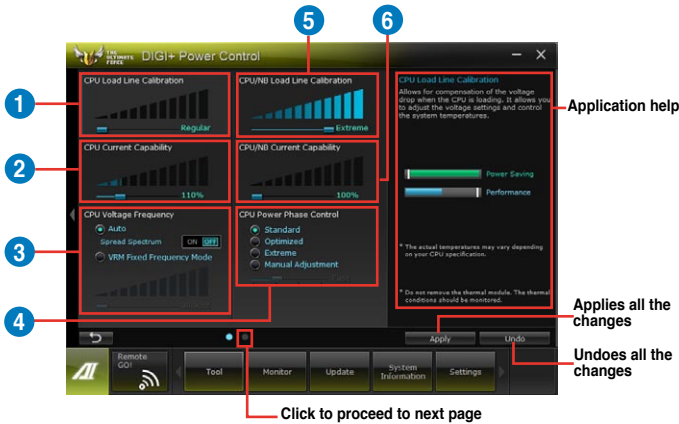 5
6
THE ULTIMATE FORCE
DIGI+ Power Control
1
CPU Load Line Calibration
Regular
CPU/NB Load Line Calibration
Extreme
CPU Load Line Calibration
Allows for compensation of the voltage
drop when the CPU is loading. It allows you
to adjust the voltage settings and control
the system temperatures.
Application help
2
CPU Current Capability
110%
CPU/NB Current Capability
100%
Power Saving
Performance
3
CPU Voltage Frequency
Auto
Spread Spectrum
ON OFF
VRM Fixed Frequency Mode
CPU Power Phase Control
Standard
Optimized
Extreme
Manual Adjustment
Fast
* The actual temperatures may vary depending
on your CPU specification.
* Do not remove the thermal module. The thermal
conditions should be monitored.
4
Applies all the
changes
Apply
Undo
Undoes all the
changes
AI
Remote
GO!
Tool
Monitor
Update
System
Information
Settings
Click to proceed to next page